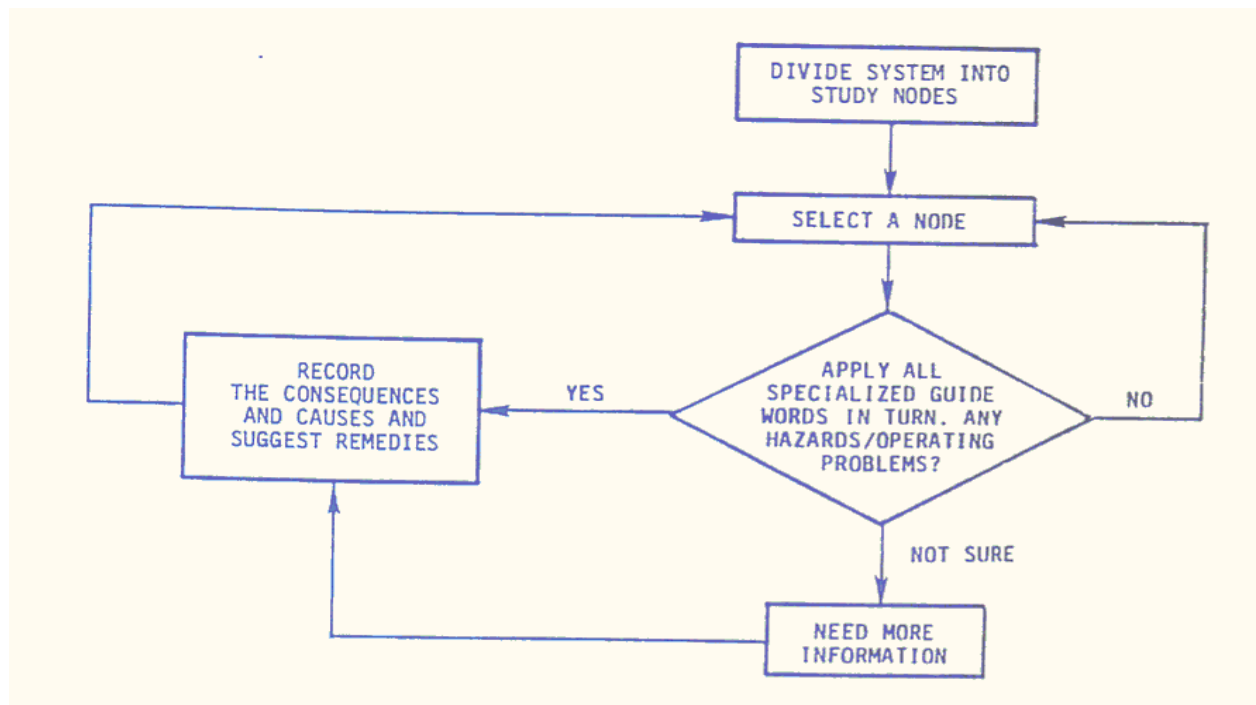 DIVIDE SYSTEM INTO
STUDY NODES
SELECT A NODE
RECORD
THE CONSEQUENCES
AND CAUSES AND
SUGGEST REMEDIES
YES
APPLY ALL
SPECIALIZED GUIDE
WORDS IN TURN. ANY
HAZARDS/OPERATING
PROBLEMS?
NO
NOT SURE
NEED MORE
INFORMATION